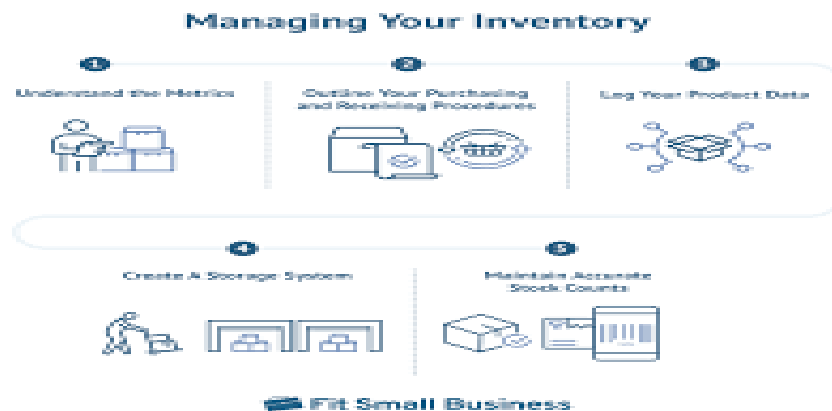 Managing Your Inventory
1
2
3
Understand the Metrics
Outline Your Purchasing
and Receiving Procedures
Log Your Product Data
4
5
Create A Storage System
Maintain Accurate
Stock Counts
Fit Small Business